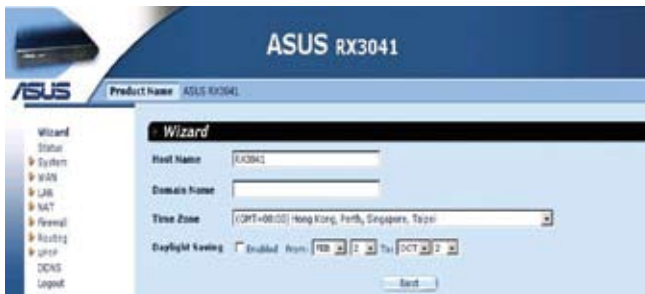 ASUS RX3041
ASUS
Product Name ASUS RX3041
Wizard
Status
System
WAN
LAN
NAT
Firewall
Routing
UPnP
DDNS
Logout
Wizard
Host Name RX3041
Domain Name
Time Zone (GMT+08:00) Hong Kong, Perth, Singapore, Taipei
Daylight Saving Enabled From: FEB 2 To: OCT 2
Next